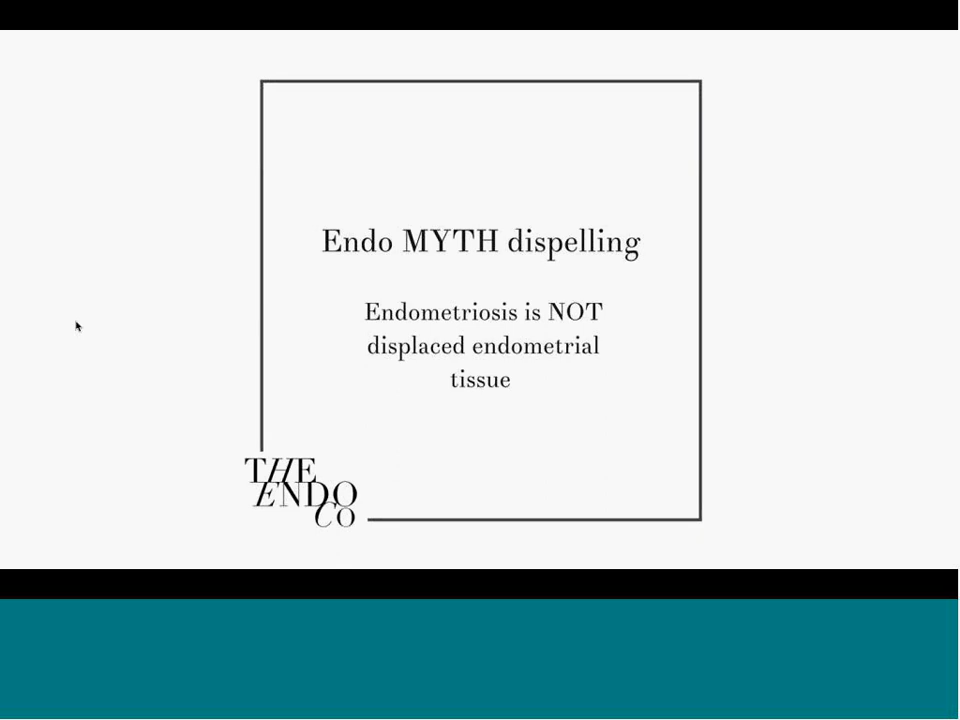 Endo MYTH dispelling
Endometriosis is NOT
displaced endometrial
tissue
THE
ENDO
Co